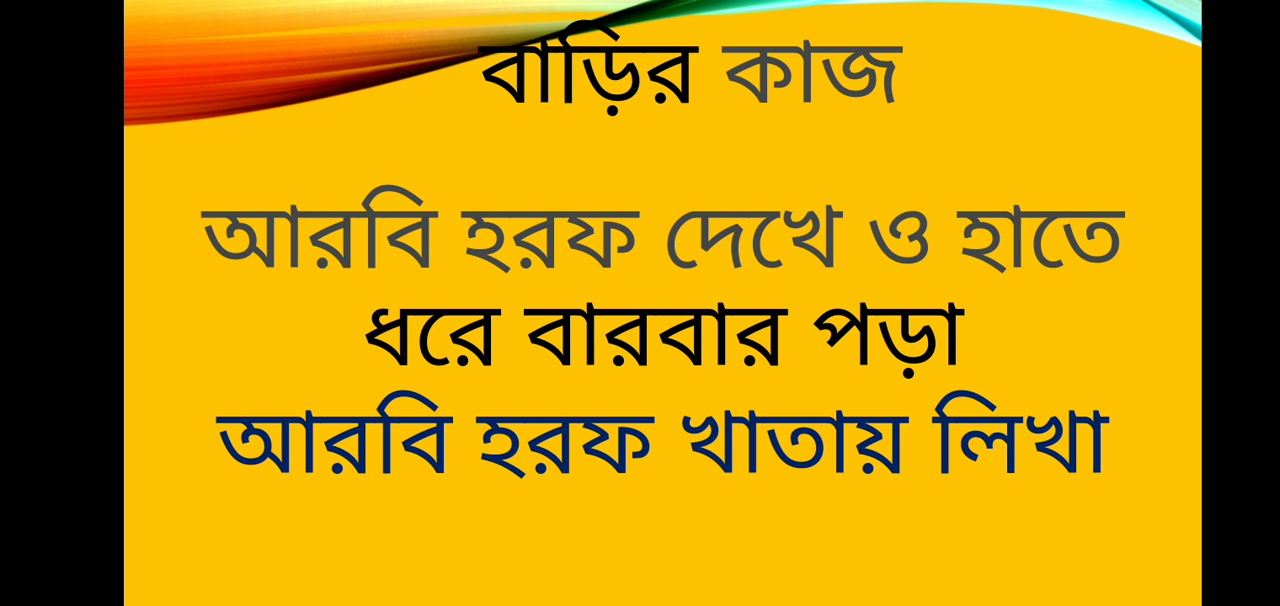 বাড়ির কাজ
আরবি হরফ দেখে ও হাতে
ধরে বারবার পড়া
আরবি হরফ খাতায় লিখা